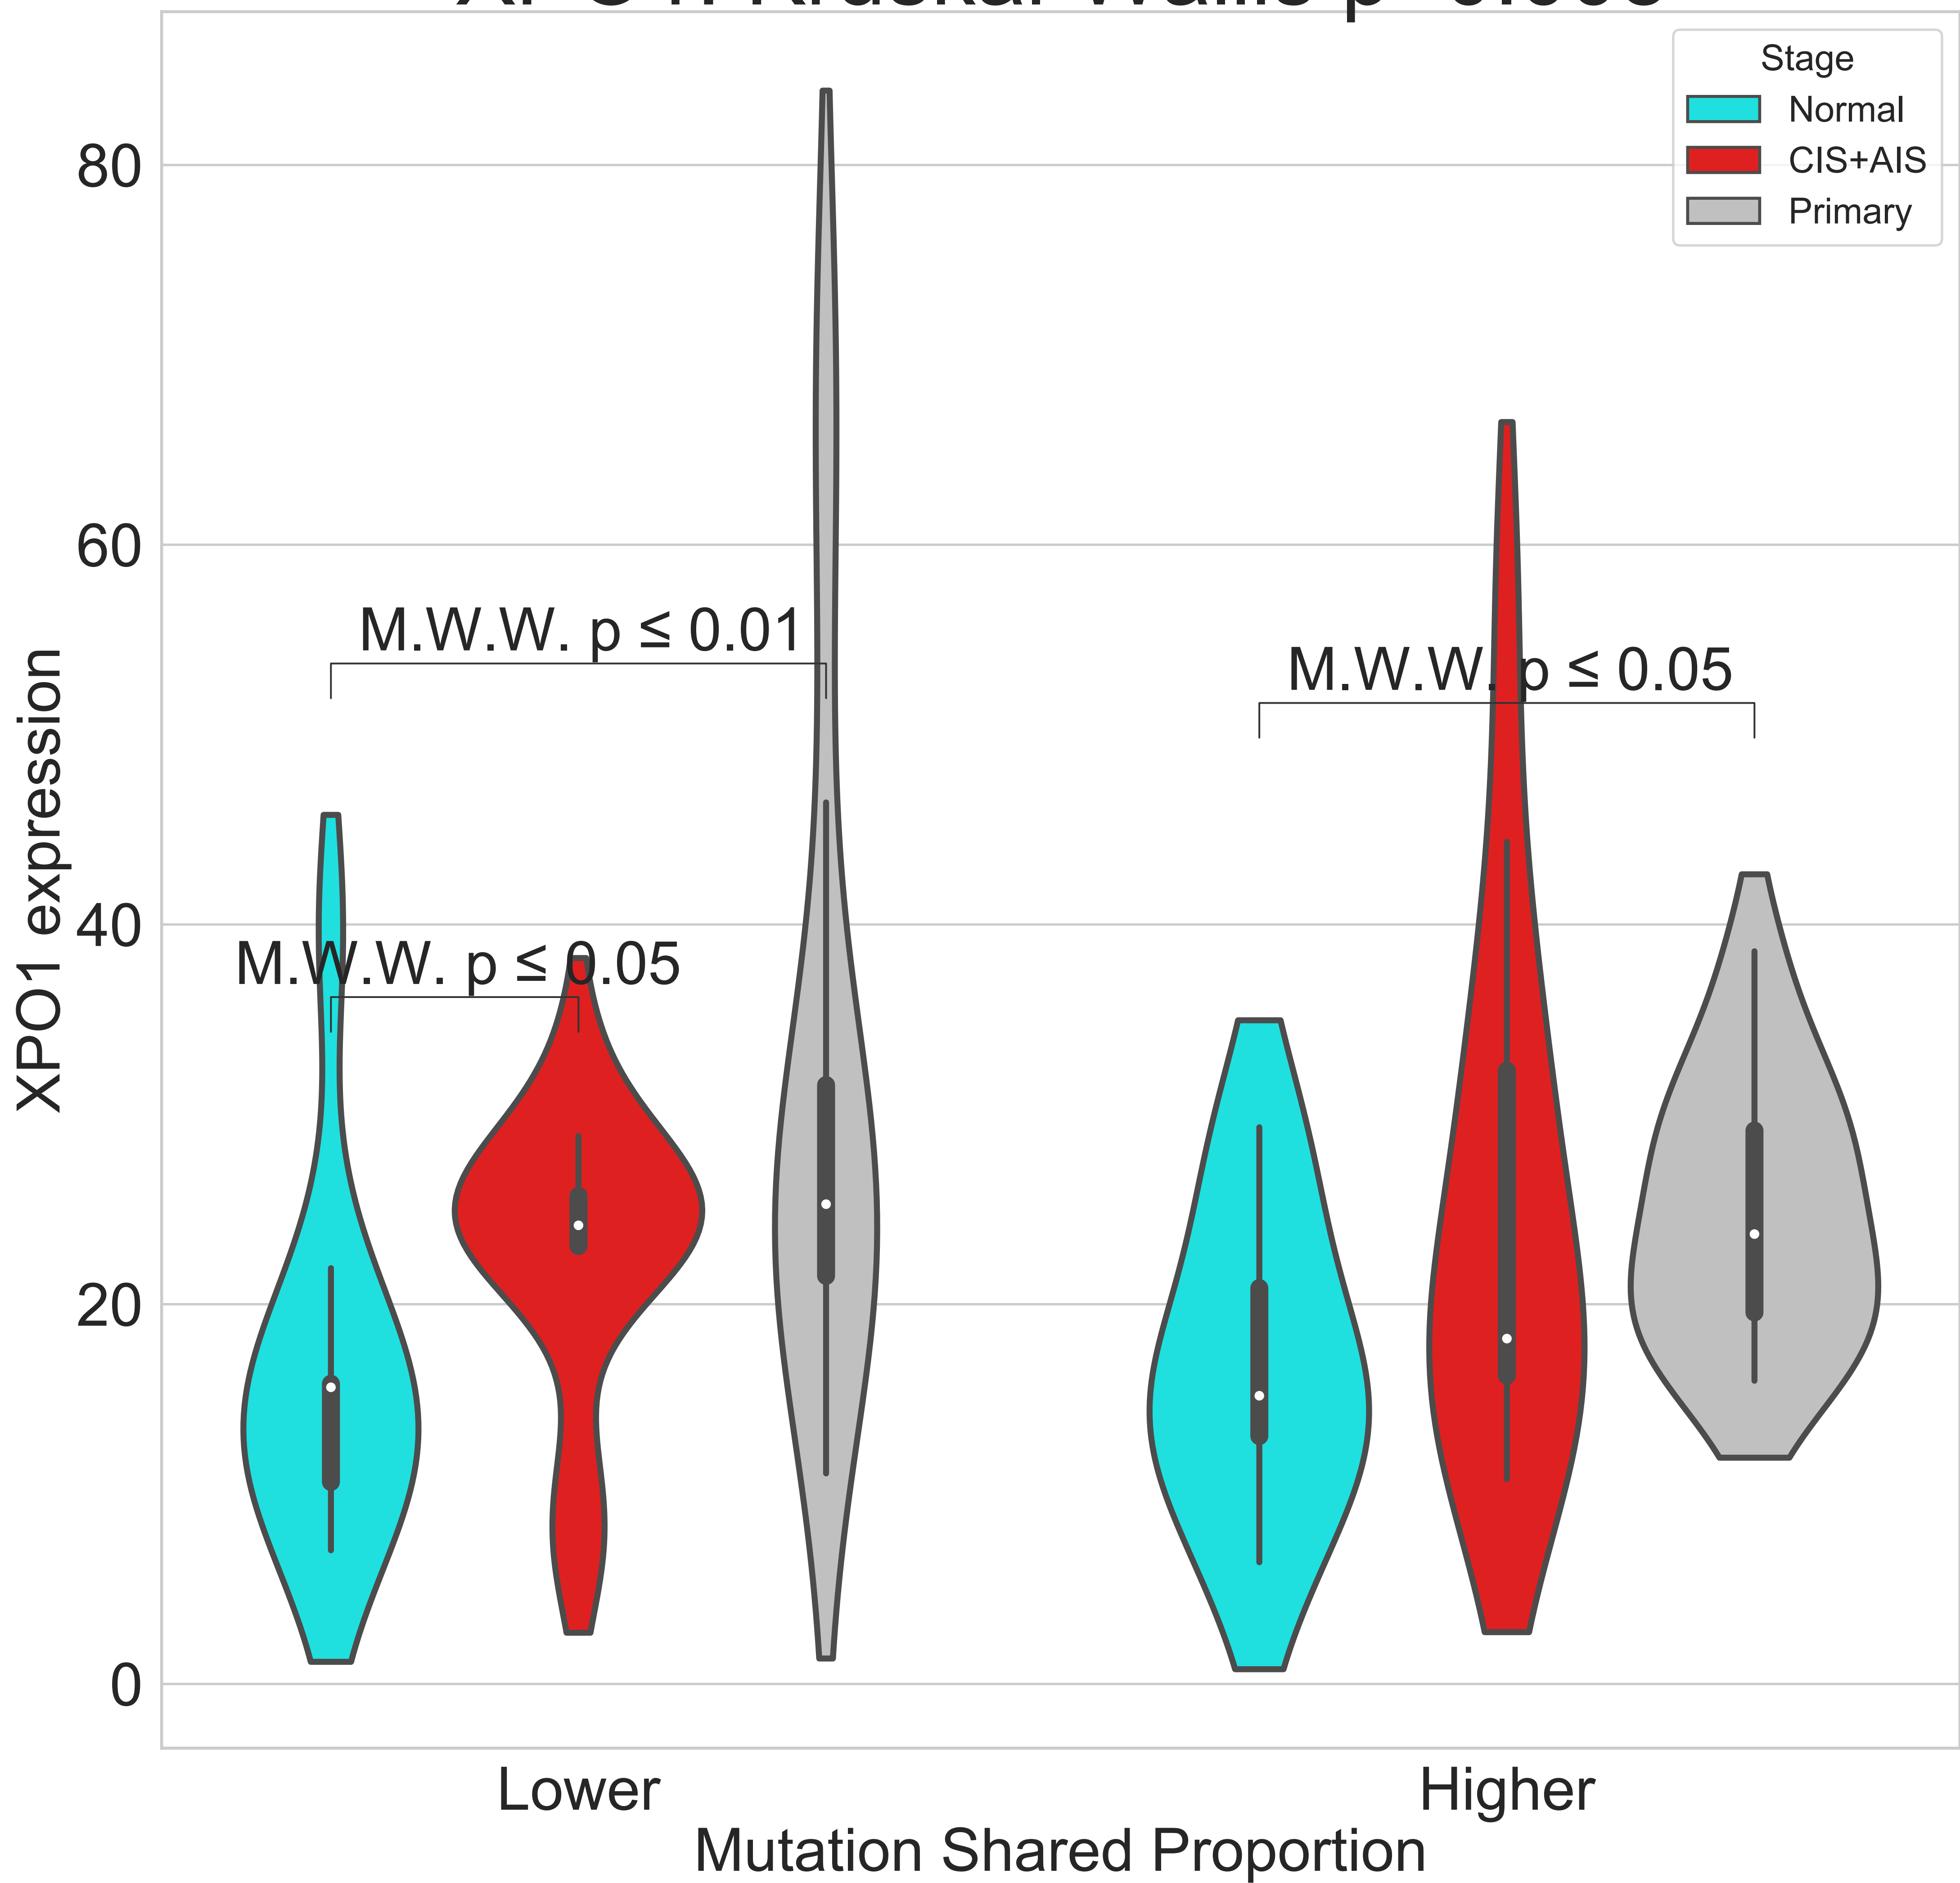 Stage
Normal
CIS+AIS
Primary
80
60
40
20
0
XPO1 expression
M.W.W. p ≤ 0.01
M.W.W. p ≤ 0.05
M.W.W. p ≤ 0.05
Lower
Higher
Mutation Shared Proportion